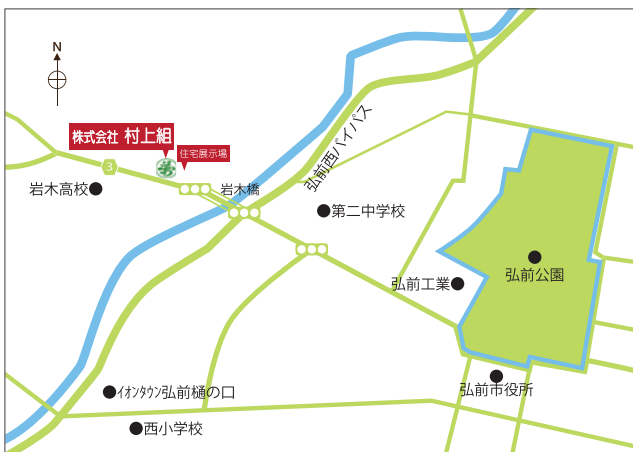 N
株式会社 村上組
住宅展示場
3
岩木高校
岩木橋
弘前西バイパス
第二中学校
弘前公園
弘前工業
弘前市役所
イオンタウン弘前樋の口
西小学校